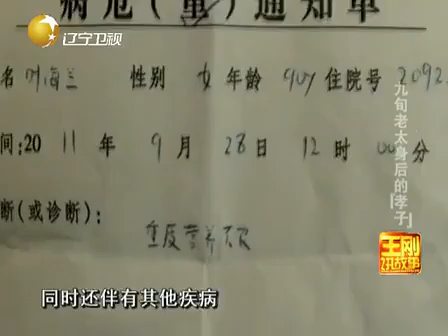 病危（重）通知单
辽宁卫视
名 叶海兰 性别 女 年龄 90y 住院号 2092
间:20 11 年 9 月 28 日 12 时 00 分
断(或诊断):
重度营养不良
九旬老太身后的「孝子」
王刚讲故事
同时还伴有其他疾病